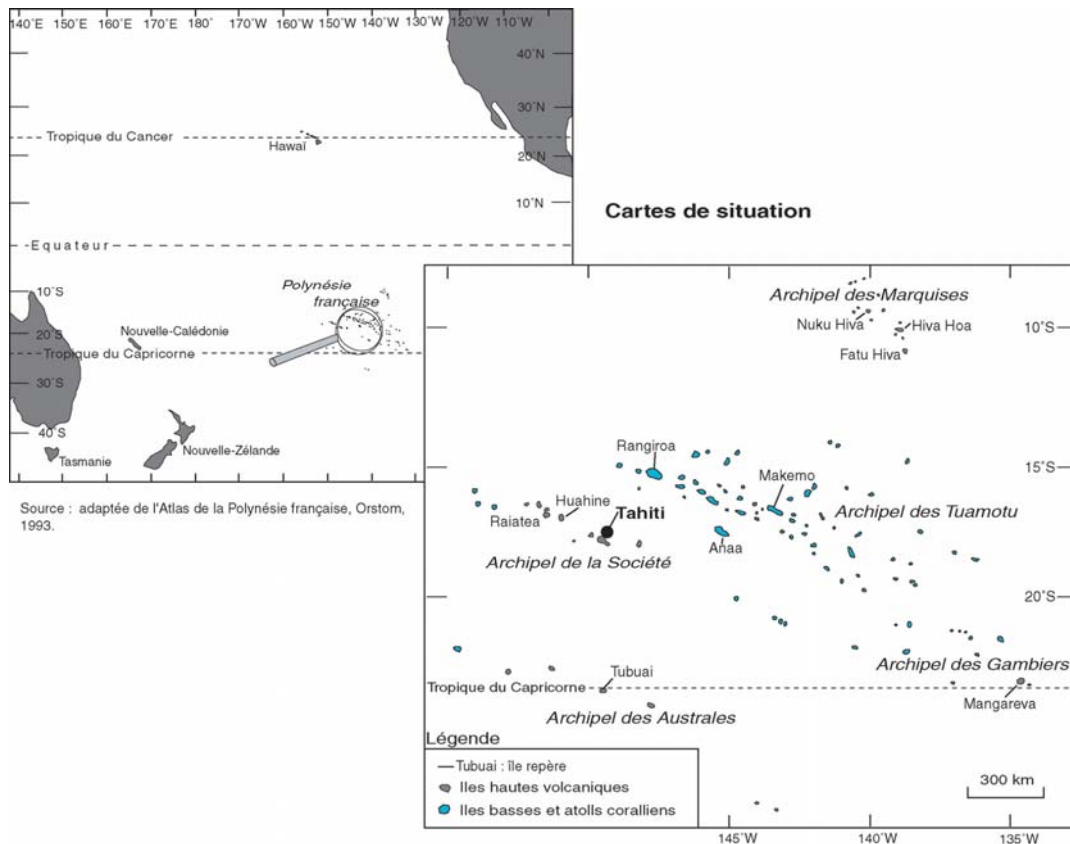 140°E 150°E 160°E 170°E 180° 170°W 160°W 150°W 140°W 130°W 120°W 110°W
40°N
30°N
Tropique du Cancer
Hawaï
20°N
10°N
Equateur
10°S
Polynésie
française
Nouvelle-Calédonie
20°S
Tropique du Capricorne
30°S
40°S
Tasmanie
Nouvelle-Zélande
Source : adaptée de l'Atlas de la Polynésie française, Orstom,
1993.
Cartes de situation
Archipel des Marquises
Nuku Hiva
Hiva Hoa
10°S
Fatu Hiva
Rangiroa
15°S
Makemo
Huahine
Raiatea
Tahiti
Archipel des Tuamotu
Anaa
Archipel de la Société
20°S
Archipel des Gambiers
Tubuai
Tropique du Capricorne
Mangareva
Archipel des Australes
Légende
Tubuai : île repère
Iles hautes volcaniques
Iles basses et atolls coralliens
300 km
145°W 140°W 135°W